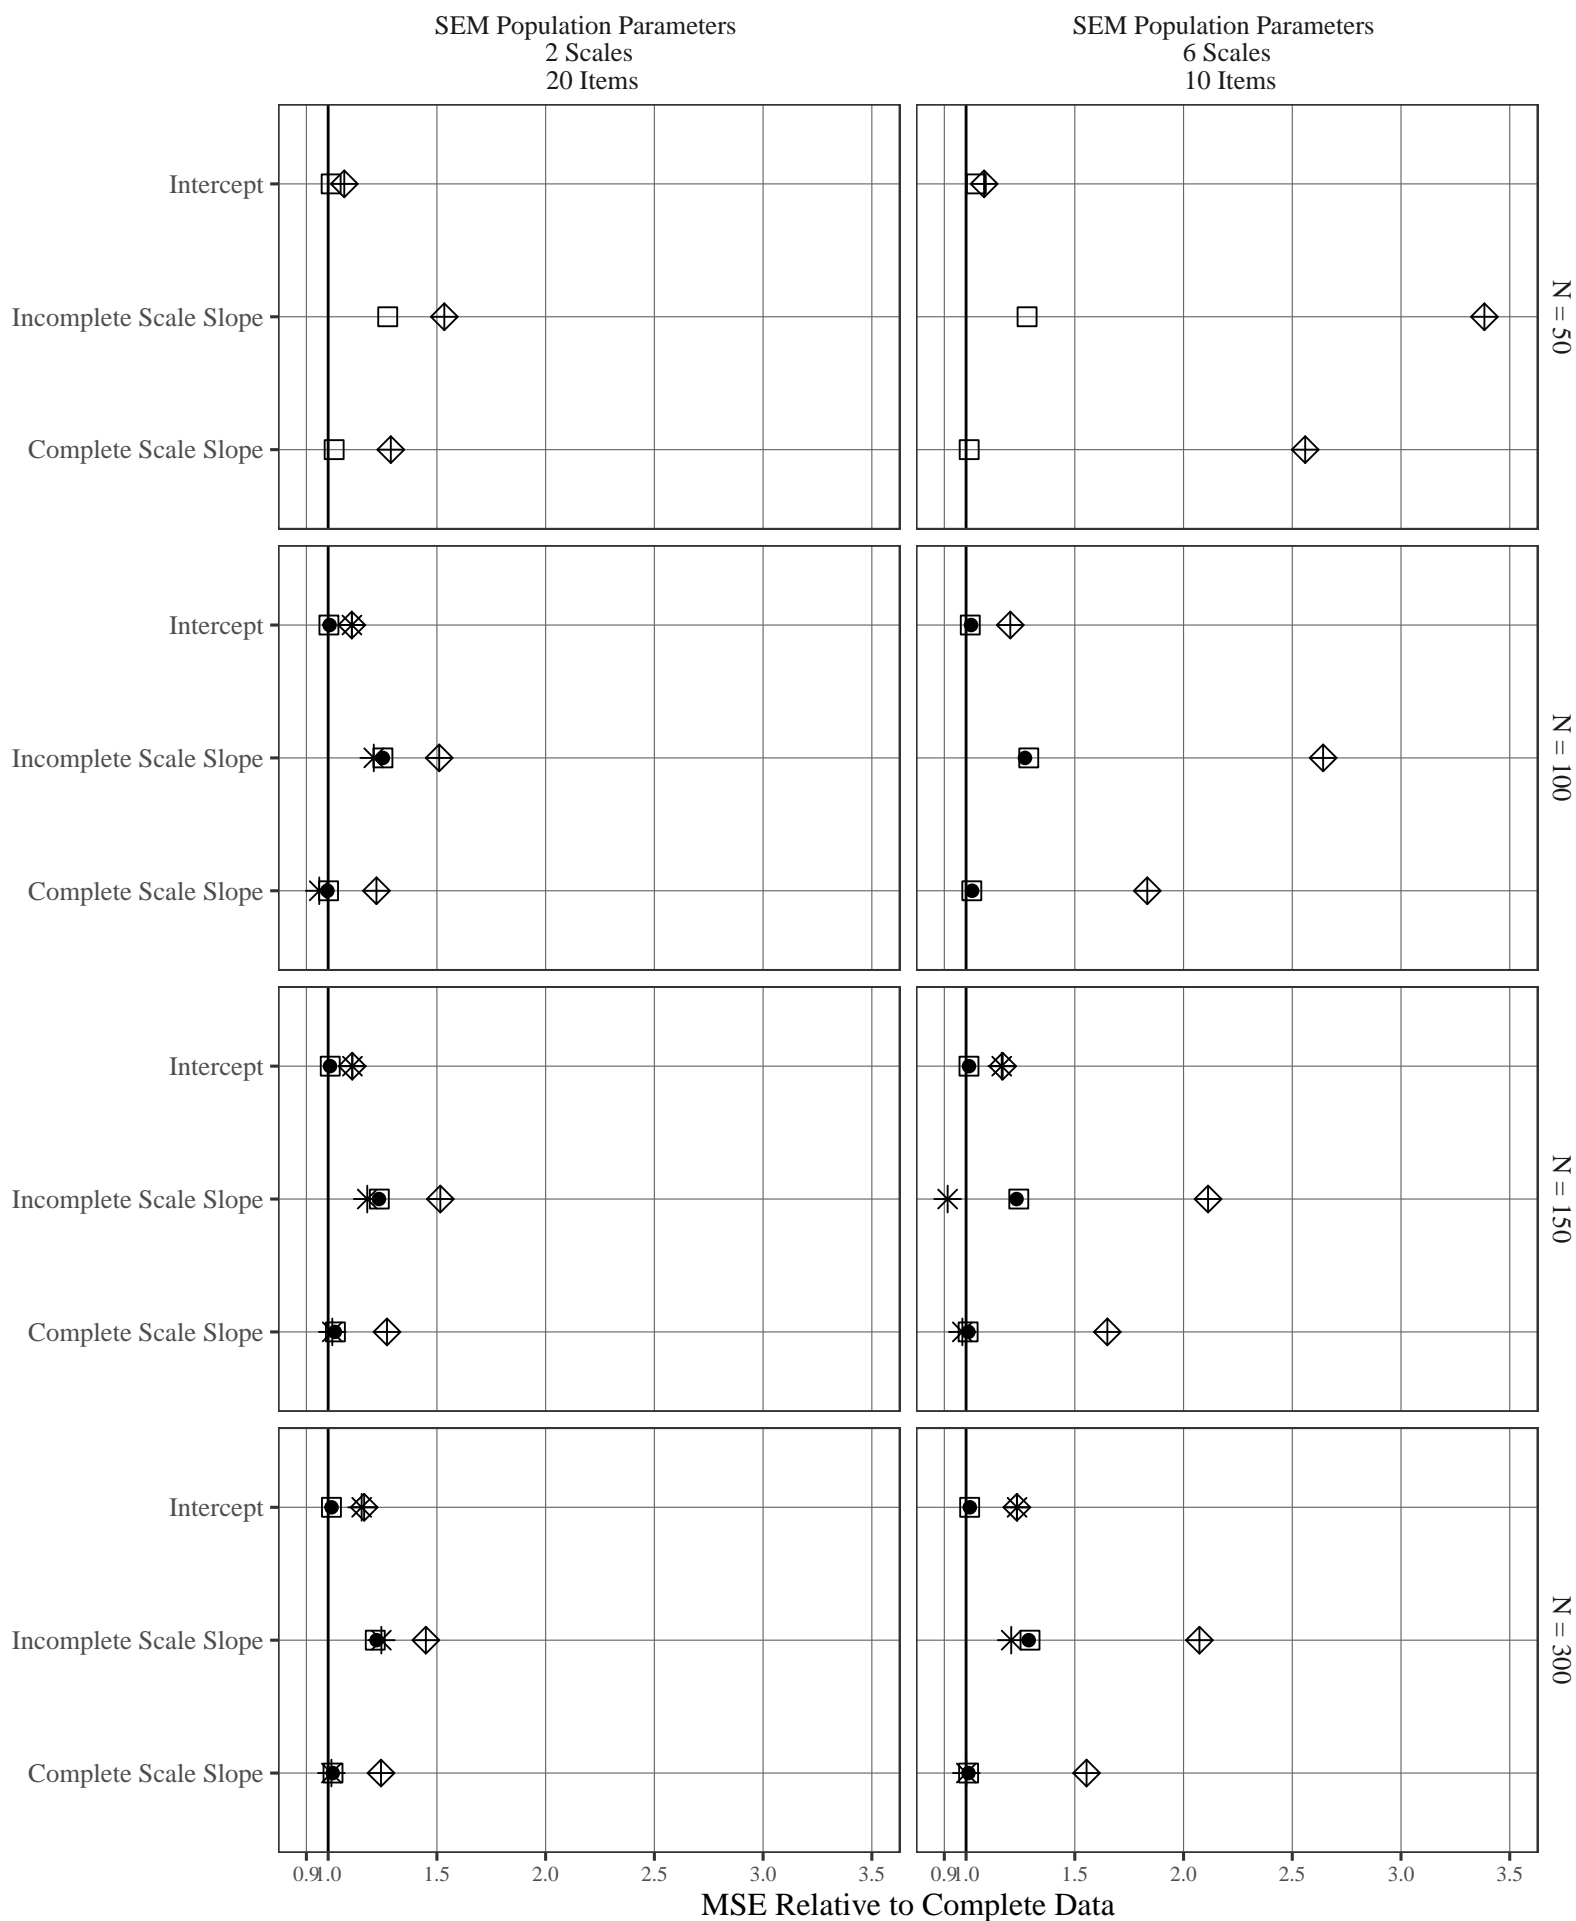 SEM Population Parameters
2 Scales
20 Items
SEM Population Parameters
6 Scales
10 Items
Intercept
Incomplete Scale Slope
Complete Scale Slope
N = 50
Intercept
Incomplete Scale Slope
Complete Scale Slope
N = 100
Intercept
Incomplete Scale Slope
Complete Scale Slope
N = 150
Intercept
Incomplete Scale Slope
Complete Scale Slope
N = 300
0.9 1.0 1.5 2.0 2.5 3.0 3.5
0.9 1.0 1.5 2.0 2.5 3.0 3.5
MSE Relative to Complete Data